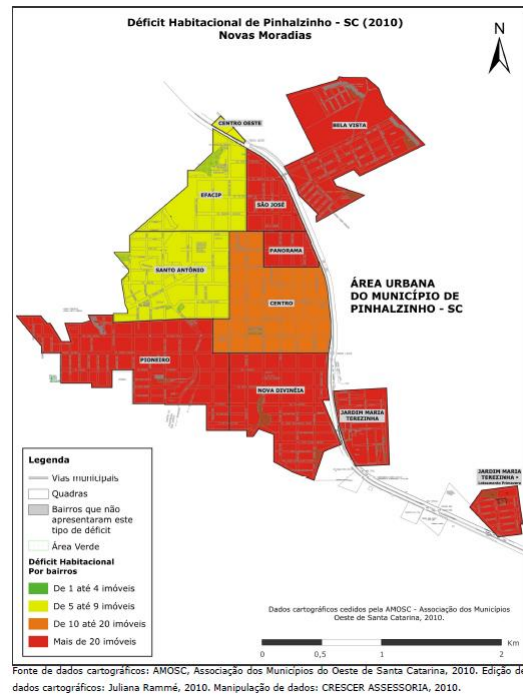 Déficit Habitacional de Pinhalzinho - SC (2010)
Novas Moradias
N
CENTRO OESTE
BELA VISTA
EFACIP
SÃO JOSÉ
PANORAMA
SANTO ANTÔNIO
CENTRO
ÁREA URBANA
DO MUNICÍPIO DE
PINHALZINHO - SC
PIONEIRO
NOVA DIVINÉIA
JARDIM MARIA
TEREZINHA
JARDIM MARIA
TEREZINHA •
Legenda
Vias municipais
Quadras
Bairros que não
apresentaram este
tipo de déficit
Área Verde
Déficit Habitacional
Por bairros
De 1 até 4 imóveis
De 5 até 9 imóveis
De 10 até 20 imóveis
Mais de 20 imóveis
Dados cartográficos cedidos pela AMOSC - Associação dos Municípios
Oeste de Santa Catarina, 2010.
Km
0 0,5 1 2
Fonte de dados cartográficos: AMOSC, Associação dos Municípios do Oeste de Santa Catarina, 2010. Edição de
dados cartográficos: Juliana Rammé, 2010. Manipulação de dados: CRESCER ASSESSORIA, 2010.